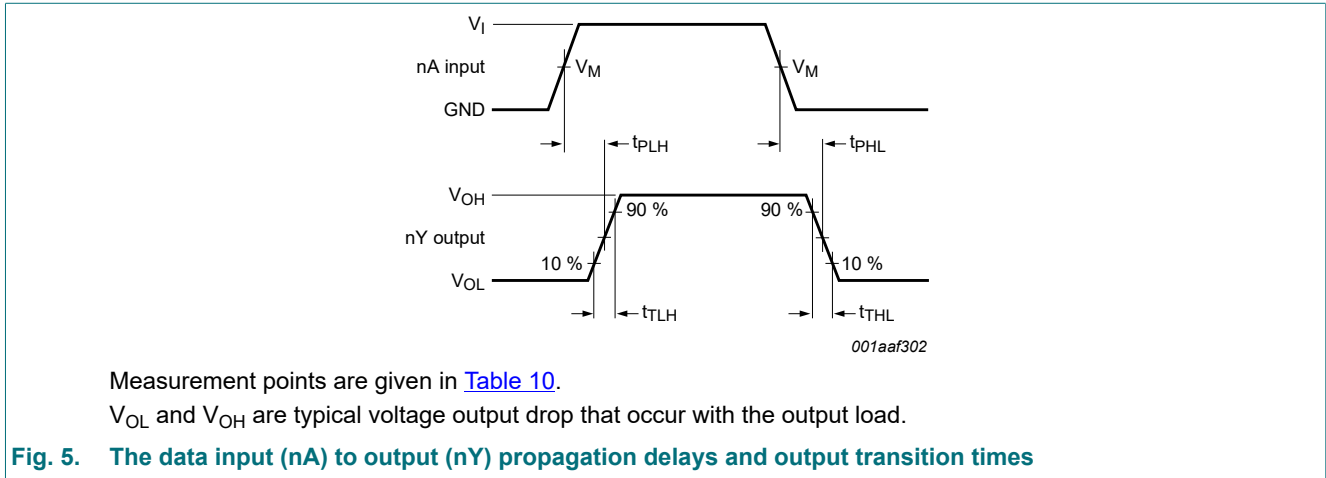 V_I
nA input
V_M
V_M
GND
t_PLH
t_PHL
V_OH
90 %
90 %
nY output
10 %
10 %
V_OL
t_TLH
t_THL
001aaf302
Measurement points are given in Table 10.
V_OL and V_OH are typical voltage output drop that occur with the output load.
Fig. 5. The data input (nA) to output (nY) propagation delays and output transition times